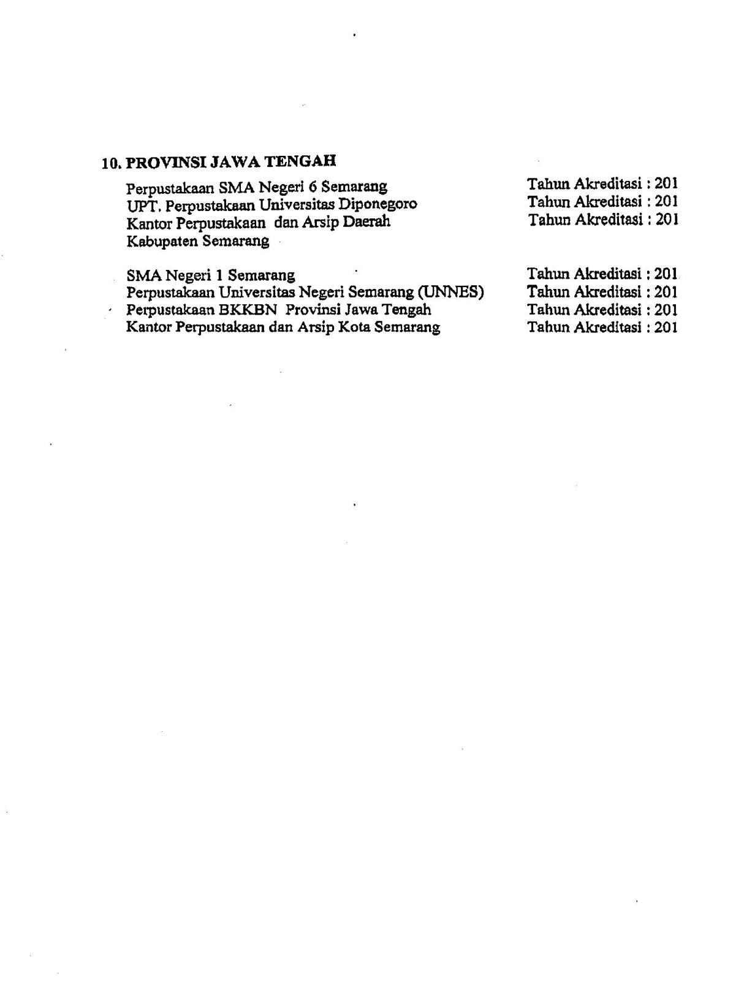 10. PROVINSI JAWA TENGAH
Perpustakaan SMA Negeri 6 Semarang Tahun Akreditasi : 201
UPT. Perpustakaan Universitas Diponegoro Tahun Akreditasi : 201
Kantor Perpustakaan dan Arsip Daerah Tahun Akreditasi : 201
Kabupaten Semarang
SMA Negeri 1 Semarang Tahun Akreditasi : 201
Perpustakaan Universitas Negeri Semarang (UNNES) Tahun Akreditasi : 201
Perpustakaan BKKBN Provinsi Jawa Tengah Tahun Akreditasi : 201
Kantor Perpustakaan dan Arsip Kota Semarang Tahun Akreditasi : 201